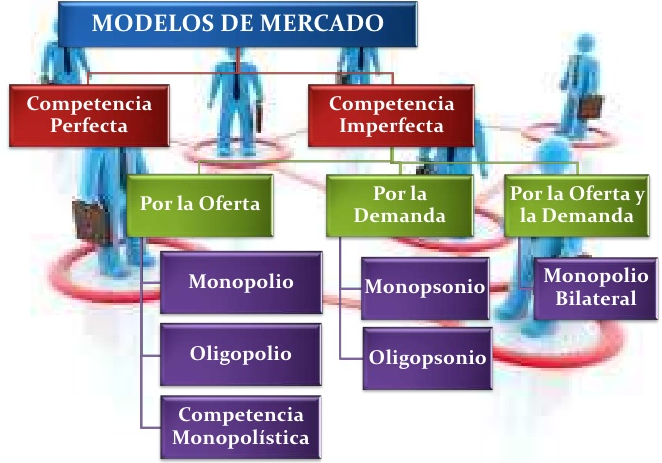 MODELOS DE MERCADO
Competencia
Perfecta
Competencia
Imperfecta
Por la Oferta
Por la
Demanda
Por la Oferta y
la Demanda
Monopolio
Oligopolio
Competencia
Monopolística
Monopsonio
Oligopsonio
Monopolio
Bilateral